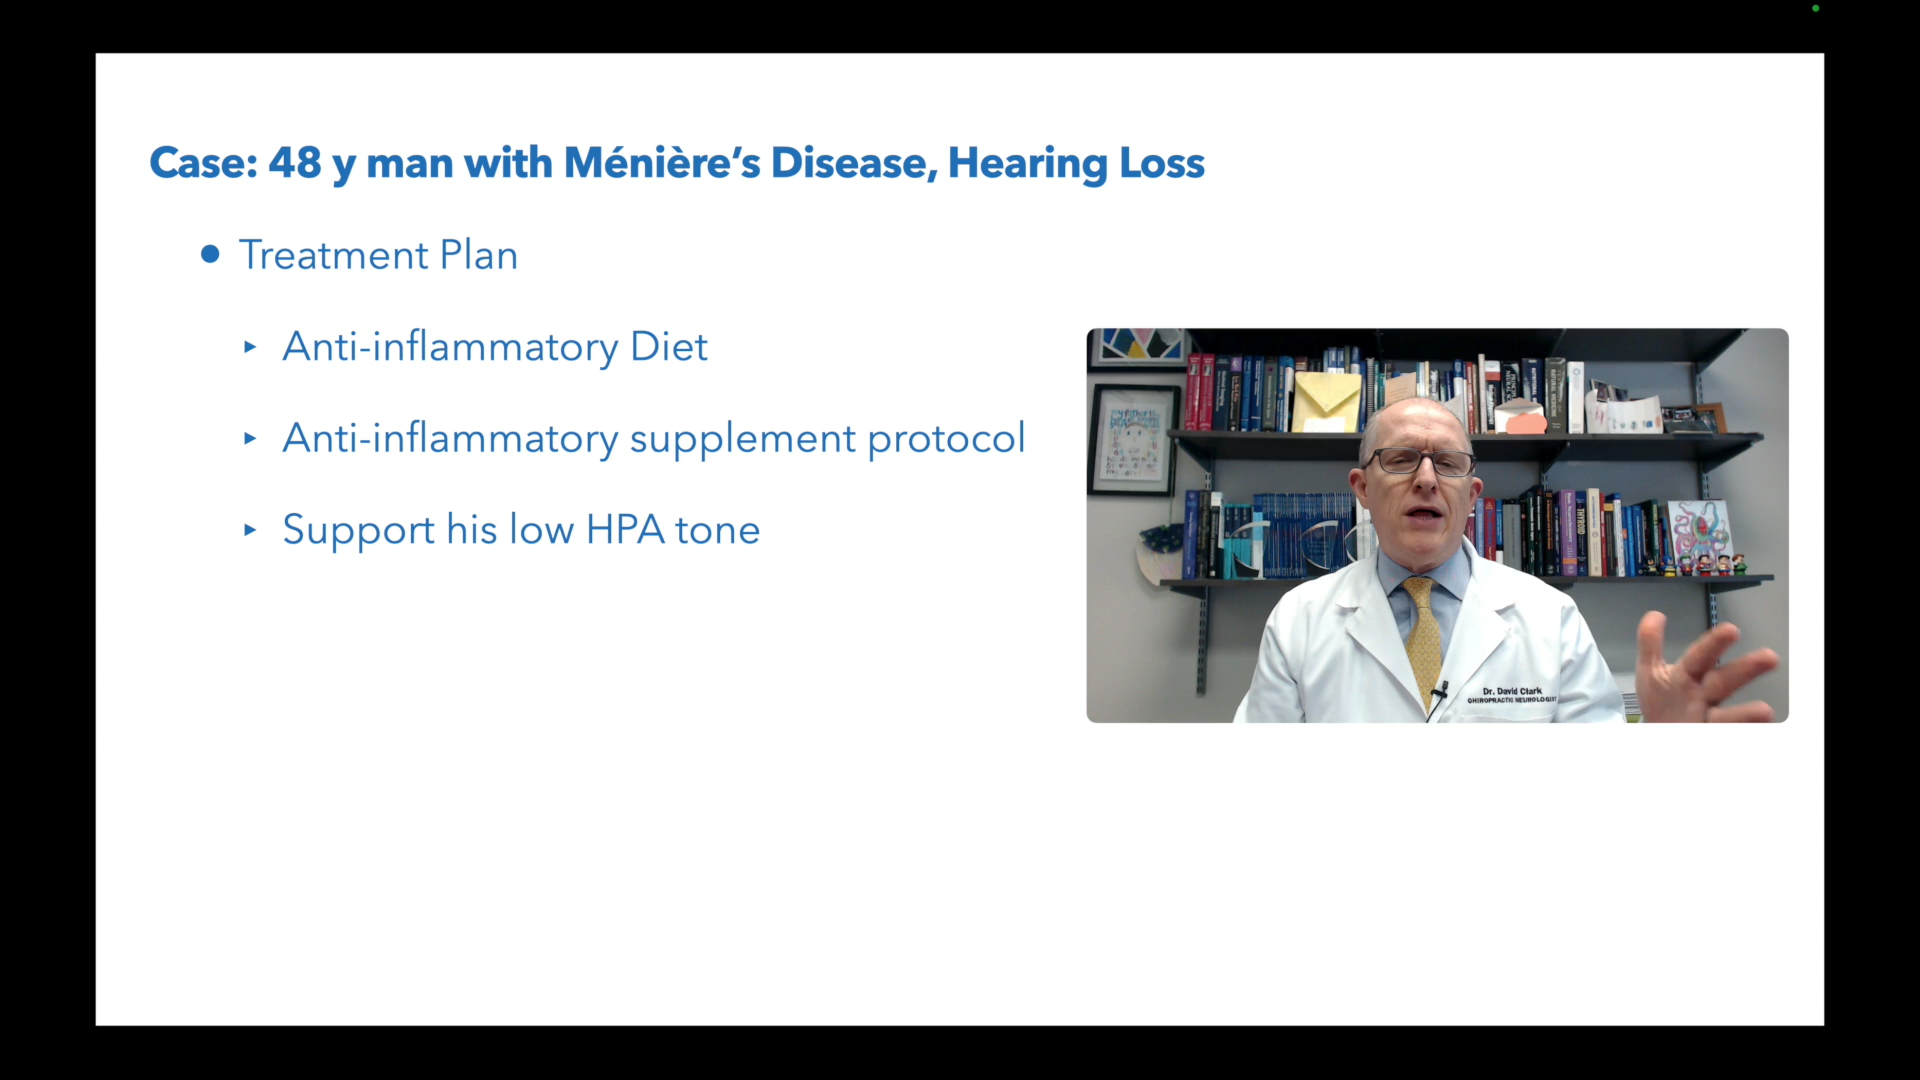 Case: 48 y man with Ménière’s Disease, Hearing Loss
Treatment Plan
Anti-inflammatory Diet
Anti-inflammatory supplement protocol
Support his low HPA tone
THYROID
Dr. David Clark
CHIROPRACTIC NEUROLOGIST